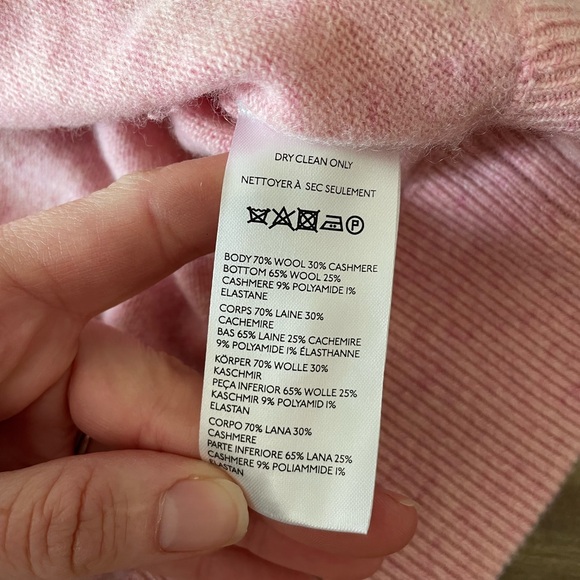 DRY CLEAN ONLY
NETTOYER À SEC SEULEMENT
P
BODY 70% WOOL 30% CASHMERE
BOTTOM 65% WOOL 25%
CASHMERE 9% POLYAMIDE 1%
ELASTANE
CORPS 70% LAINE 30%
CACHEMIRE
BAS 65% LAINE 25% CACHEMIRE
9% POLYAMIDE 1% ÉLASTHANNE
KÖRPER 70% WOLLE 30%
KASCHMIR
PEÇA INFERIOR 65% WOLLE 25%
KASCHMIR 9% POLYAMID 1%
ELASTAN
CORPO 70% LANA 30%
CASHMERE
PARTE INFERIORE 65% LANA 25%
CASHMERE 9% POLIAMMIDE 1%
ELASTAN